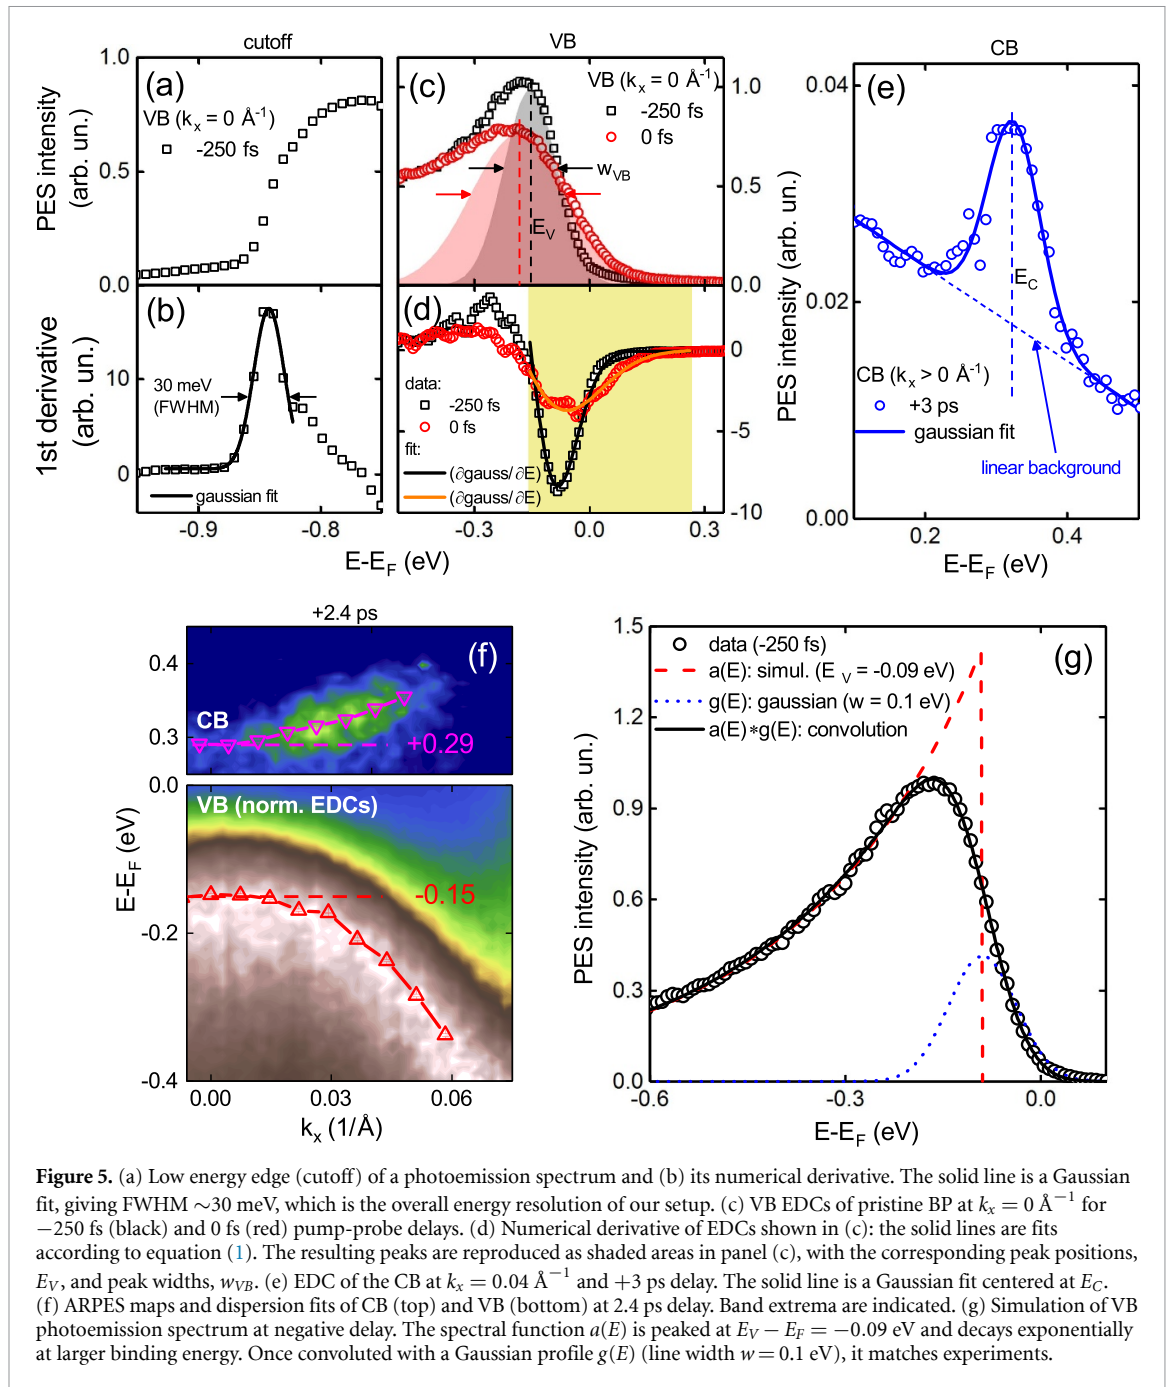 cutoff
VB
CB
1.0
0.5
0.0
PES intensity
(arb. un.)
(a)
VB (kₓ = 0 Å⁻¹)
-250 fs
(b)
10
0
1st derivative
(arb. un.)
30 meV
(FWHM)
gaussian fit
-0.9
-0.8
(c)
VB (kₓ = 0 Å⁻¹)
-250 fs
0 fs
w_VB
E_V
1.0
0.5
0.0
PES intensity (arb. un.)
(d)
data:
-250 fs
0 fs
fit:
(∂gauss/∂E)
(∂gauss/∂E)
0
-5
-10
-0.3
0.0
0.3
E-E_F (eV)
(e)
0.04
0.02
0.00
E_C
CB (kₓ > 0 Å⁻¹)
+3 ps
gaussian fit
linear background
0.2
0.4
E-E_F (eV)
+2.4 ps
(f)
0.4
0.3
CB
+0.29
0.0
-0.2
-0.4
VB (norm. EDCs)
-0.15
E-E_F (eV)
0.00
0.03
0.06
kₓ (1/Å)
(g)
1.5
1.2
0.9
0.6
0.3
0.0
PES intensity (arb. un.)
data (-250 fs)
a(E): simul. (E_V = -0.09 eV)
g(E): gaussian (w = 0.1 eV)
a(E)∗g(E): convolution
-0.6
-0.3
0.0
E-E_F (eV)
Figure 5. (a) Low energy edge (cutoff) of a photoemission spectrum and (b) its numerical derivative. The solid line is a Gaussian
fit, giving FWHM ∼30 meV, which is the overall energy resolution of our setup. (c) VB EDCs of pristine BP at kₓ = 0 Å⁻¹ for
−250 fs (black) and 0 fs (red) pump-probe delays. (d) Numerical derivative of EDCs shown in (c): the solid lines are fits
according to equation (1). The resulting peaks are reproduced as shaded areas in panel (c), with the corresponding peak positions,
E_V, and peak widths, w_VB. (e) EDC of the CB at kₓ = 0.04 Å⁻¹ and +3 ps delay. The solid line is a Gaussian fit centered at E_C.
(f) ARPES maps and dispersion fits of CB (top) and VB (bottom) at 2.4 ps delay. Band extrema are indicated. (g) Simulation of VB
photoemission spectrum at negative delay. The spectral function a(E) is peaked at E_V − E_F = −0.09 eV and decays exponentially
at larger binding energy. Once convoluted with a Gaussian profile g(E) (line width w = 0.1 eV), it matches experiments.